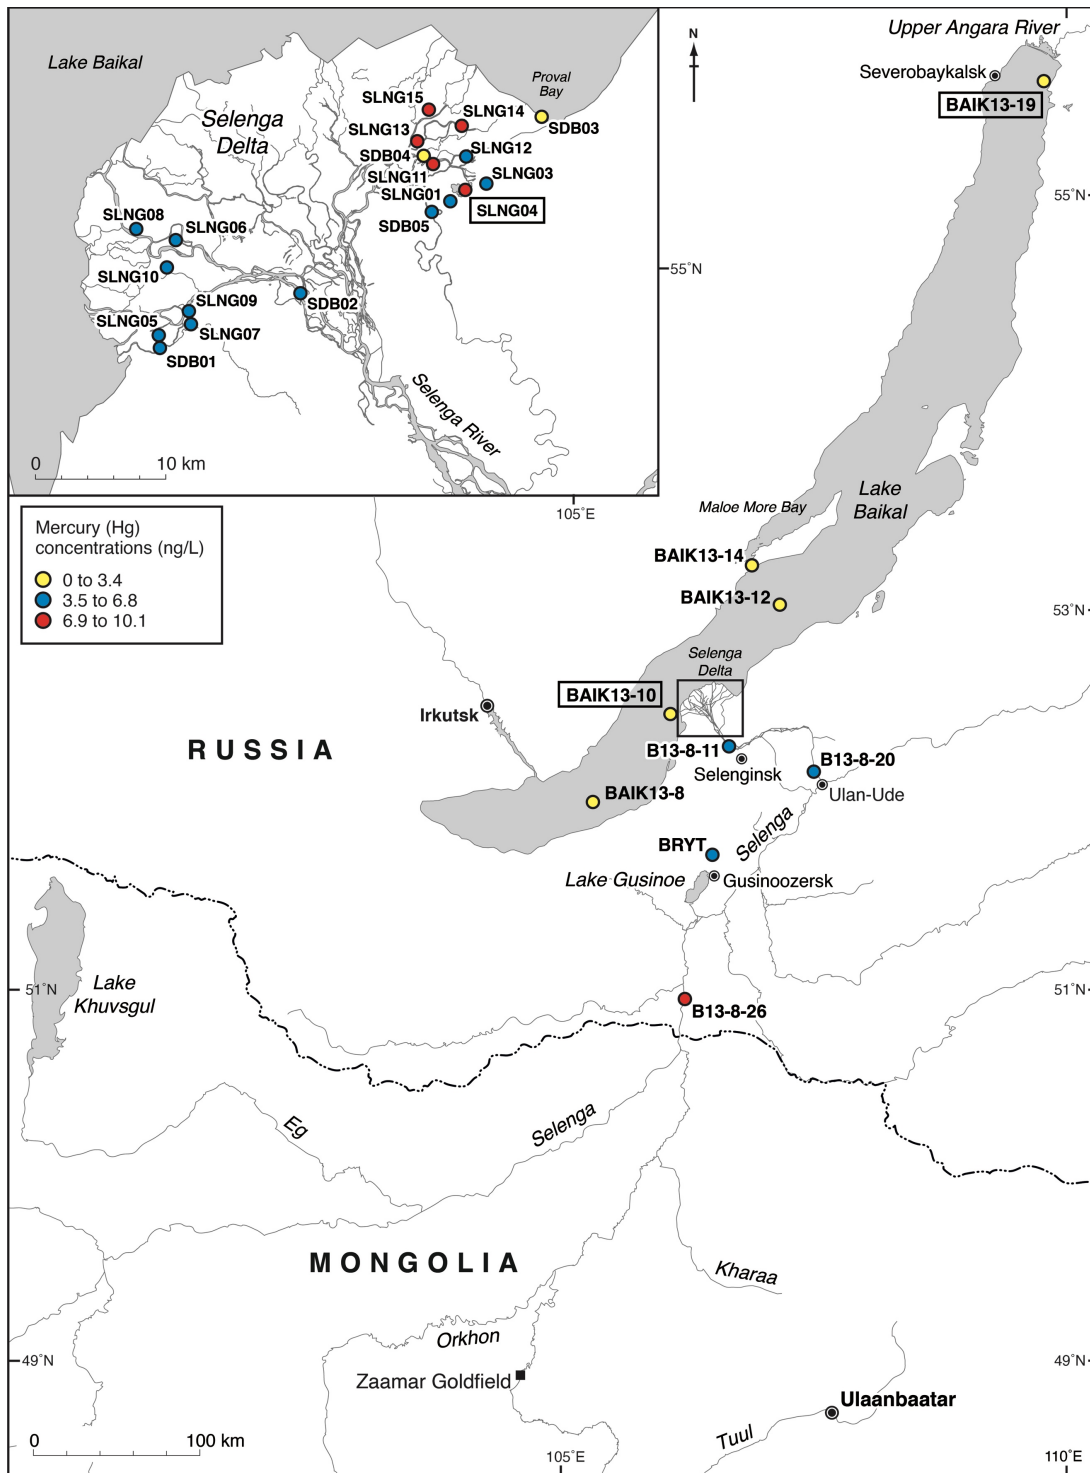 Upper Angara River
Severobaykalsk
BAIK13-19
Lake Baikal
Selenga
Delta
Proval
Bay
SLNG15
SLNG14
SLNG13
SDB03
SDB04
SLNG12
SLNG11
SLNG03
SLNG01
SLNG04
SDB05
SLNG08
SLNG06
SLNG10
SLNG09
SDB02
SLNG05
SLNG07
SDB01
Selenga River
0 10 km
N
55°N
55°N
105°E
Mercury (Hg)
concentrations (ng/L)
0 to 3.4
3.5 to 6.8
6.9 to 10.1
Lake
Baikal
Maloe More Bay
BAIK13-14
BAIK13-12
53°N
Selenga
Delta
BAIK13-10
Irkutsk
RUSSIA
B13-8-11
Selenginsk
B13-8-20
Ulan-Ude
BAIK13-8
Selenga
BRYT
Lake Gusinoe
Gusinoozersk
Lake
Khuvsgul
51°N
51°N
B13-8-26
Eg
Selenga
MONGOLIA
Kharaa
Orkhon
49°N
49°N
Zaamar Goldfield
Ulaanbaatar
Tuul
0 100 km
105°E
110°E